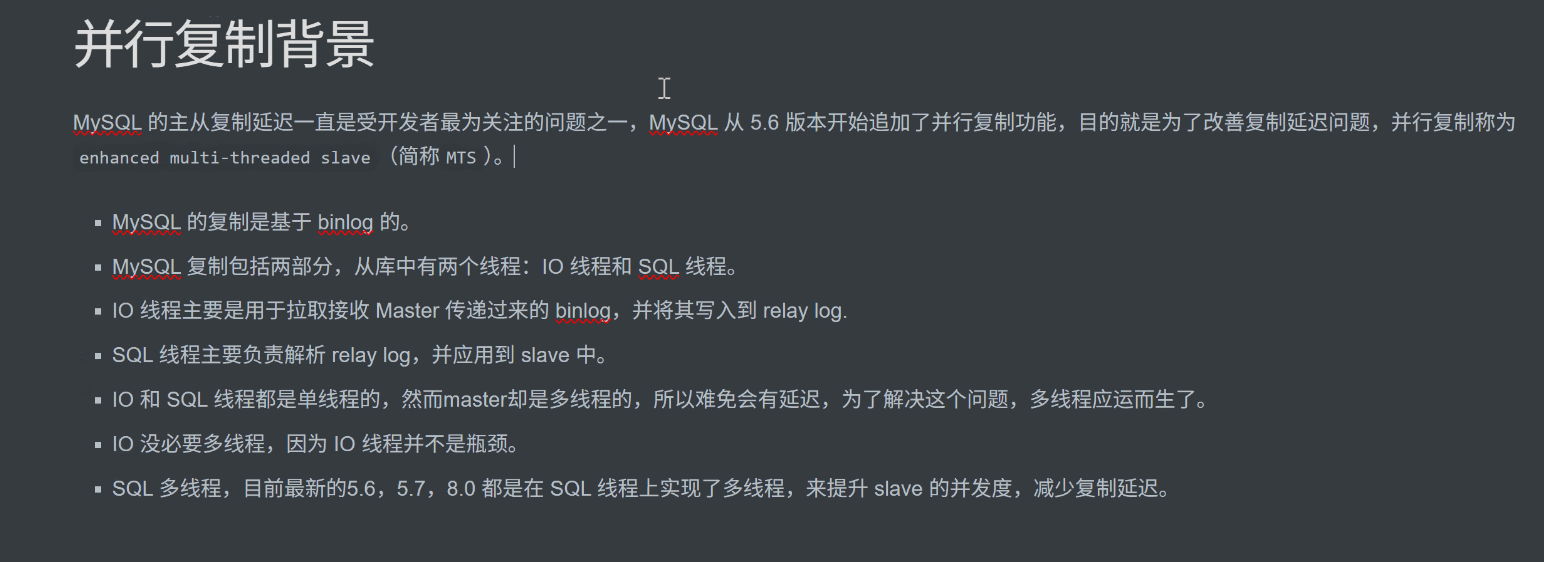 并行复制背景
MySQL 的主从复制延迟一直是受开发者最为关注的问题之一，MySQL 从 5.6 版本开始追加了并行复制功能，目的就是为了改善复制延迟问题，并行复制称为
enhanced multi-threaded slave （简称 MTS ）。
MySQL 的复制是基于 binlog 的。
MySQL 复制包括两部分，从库中有两个线程：IO 线程和 SQL 线程。
IO 线程主要是用于拉取接收 Master 传递过来的 binlog，并将其写入到 relay log.
SQL 线程主要负责解析 relay log，并应用到 slave 中。
IO 和 SQL 线程都是单线程的，然而master却是多线程的，所以难免会有延迟，为了解决这个问题，多线程应运而生了。
IO 没必要多线程，因为 IO 线程并不是瓶颈。
SQL 多线程，目前最新的5.6，5.7，8.0 都是在 SQL 线程上实现了多线程，来提升 slave 的并发度，减少复制延迟。